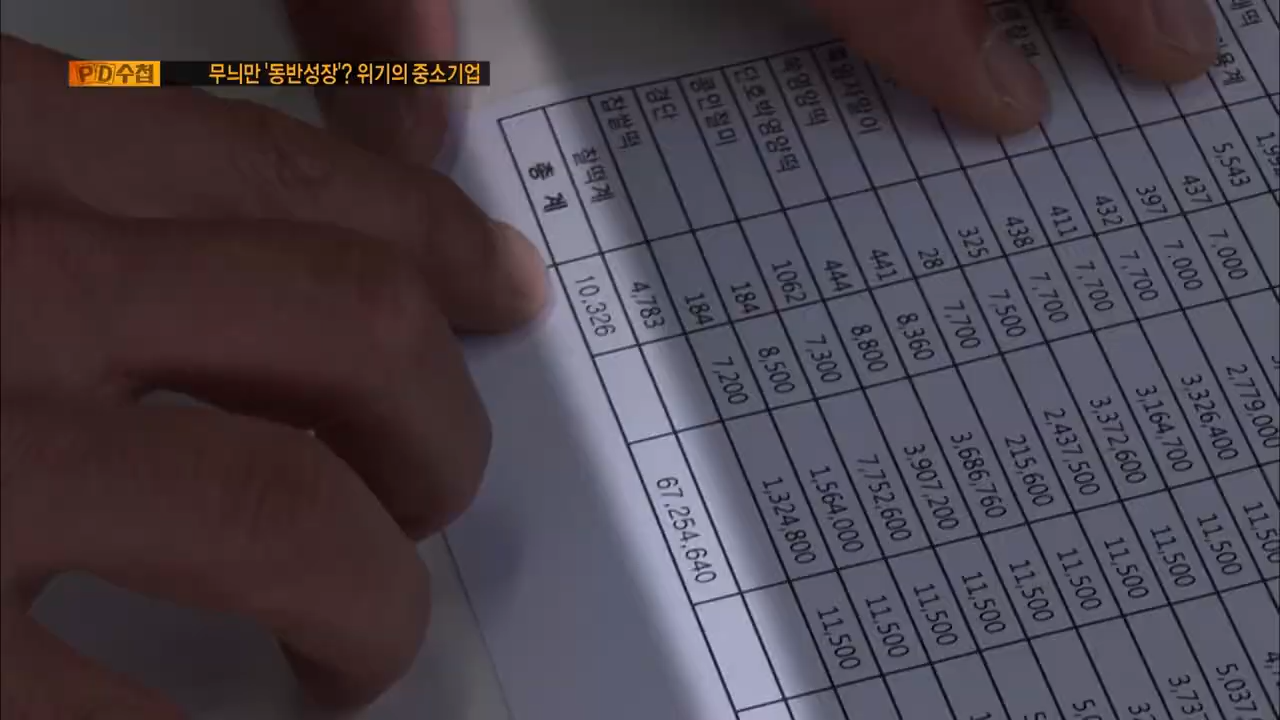 PD수첩
무늬만 '동반성장'? 위기의 중소기업
5,543
437 7,000
397 7,000 2,779,000
432 7,700 3,326,400 11,500
411 7,700 3,164,700 11,500
438 7,700 3,372,600 11,500
325 7,500 2,437,500 11,500
28 7,700 215,600 11,500
441 8,360 3,686,760 11,500
단호박영양떡 444 8,800 3,907,200 11,500
콩인절미 1062 7,300 7,752,600 11,500
검단 184 8,500 1,564,000 11,500
찹쌀떡 184 7,200 1,324,800 11,500
찰떡계 4,783
총 계 10,326 67,254,640